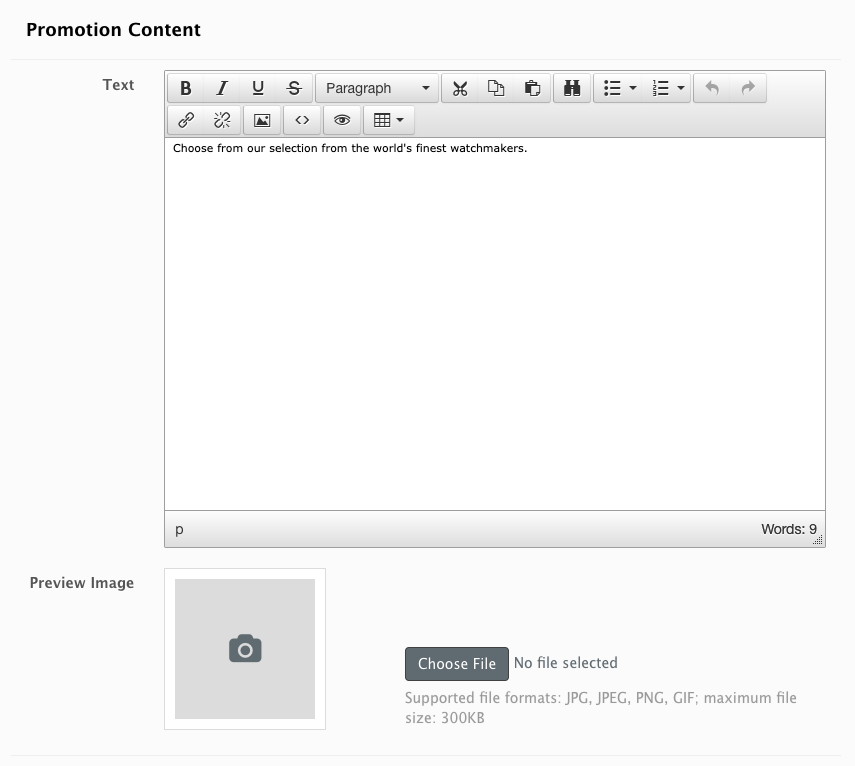 Promotion Content
Text
B I U S Paragraph
Choose from our selection from the world's finest watchmakers.
p Words: 9
Preview Image
Choose File No file selected
Supported file formats: JPG, JPEG, PNG, GIF; maximum file
size: 300KB